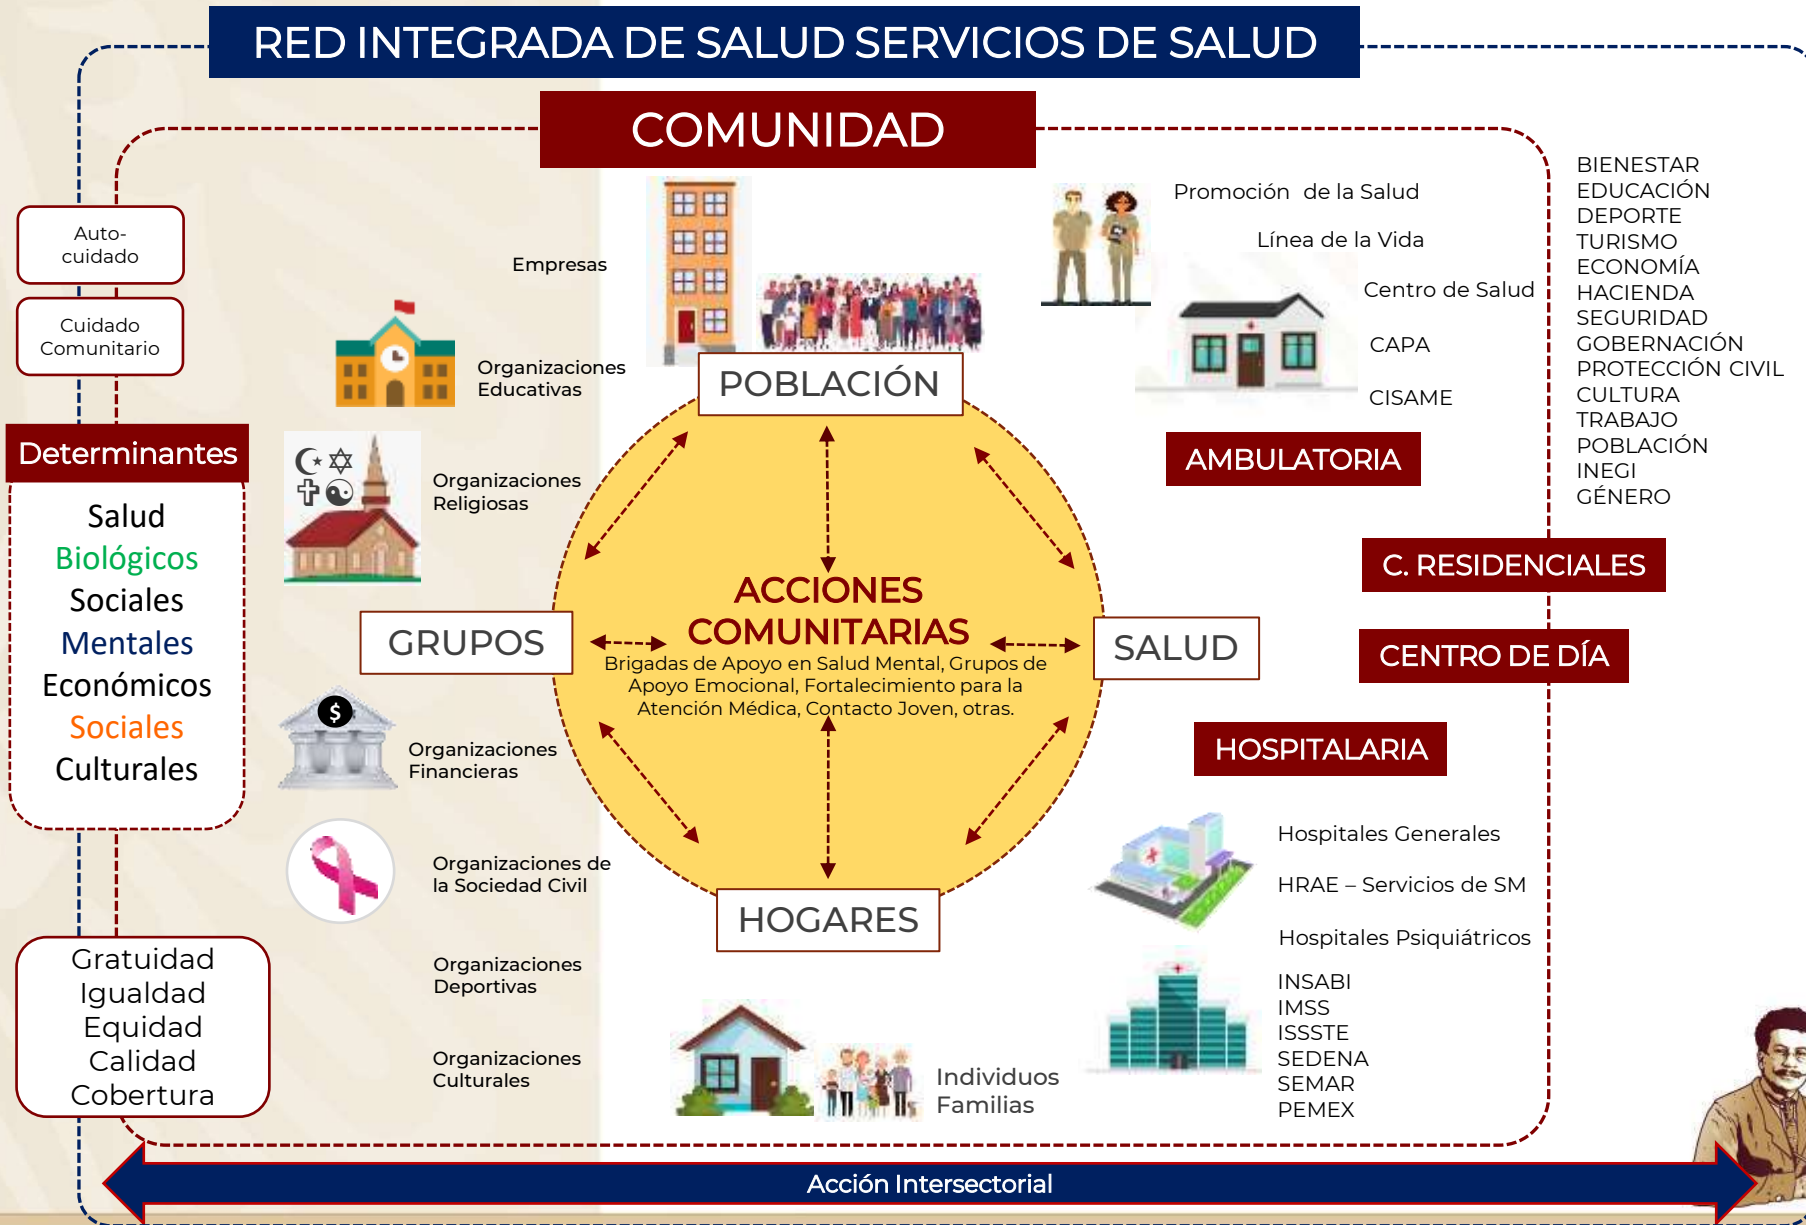 RED INTEGRADA DE SALUD SERVICIOS DE SALUD
COMUNIDAD
Auto-
cuidado
Cuidado
Comunitario
Determinantes
Salud
Biológicos
Sociales
Mentales
Económicos
Sociales
Culturales
Gratuidad
Igualdad
Equidad
Calidad
Cobertura
Empresas
Organizaciones
Educativas
Organizaciones
Religiosas
GRUPOS
$
Organizaciones
Financieras
Organizaciones de
la Sociedad Civil
Organizaciones
Deportivas
Organizaciones
Culturales
POBLACIÓN
ACCIONES
COMUNITARIAS
Brigadas de Apoyo en Salud Mental, Grupos de
Apoyo Emocional, Fortalecimiento para la
Atención Médica, Contacto Joven, otras.
HOGARES
Individuos
Familias
SALUD
Promoción de la Salud
Línea de la Vida
Centro de Salud
CAPA
CISAME
AMBULATORIA
C. RESIDENCIALES
CENTRO DE DÍA
HOSPITALARIA
Hospitales Generales
HRAE – Servicios de SM
Hospitales Psiquiátricos
INSABI
IMSS
ISSSTE
SEDENA
SEMAR
PEMEX
BIENESTAR
EDUCACIÓN
DEPORTE
TURISMO
ECONOMÍA
HACIENDA
SEGURIDAD
GOBERNACIÓN
PROTECCIÓN CIVIL
CULTURA
TRABAJO
POBLACIÓN
INEGI
GÉNERO
Acción Intersectorial